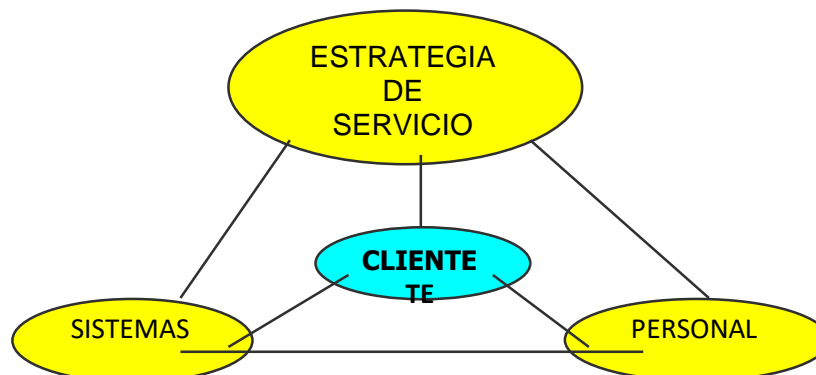 ESTRATEGIA
DE
SERVICIO
CLIENTE
TE
SISTEMAS
PERSONAL